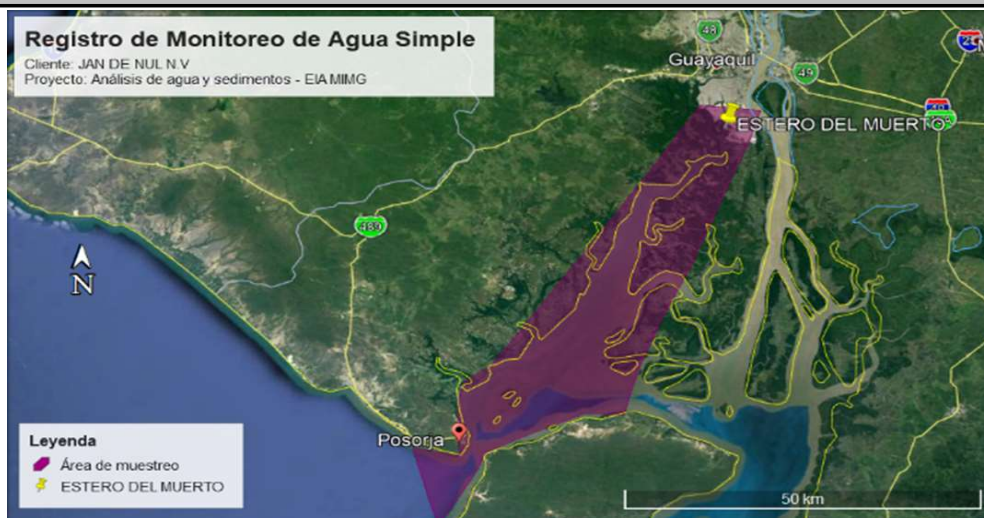 Registro de Monitoreo de Agua Simple
Cliente: JAN DE NUL N.V
Proyecto: Análisis de agua y sedimentos - EIA MIMG
48
Guayaquil
49
ESTERO DEL MUERTO
489
N
Posorja
Leyenda
Área de muestreo
ESTERO DEL MUERTO
50 km